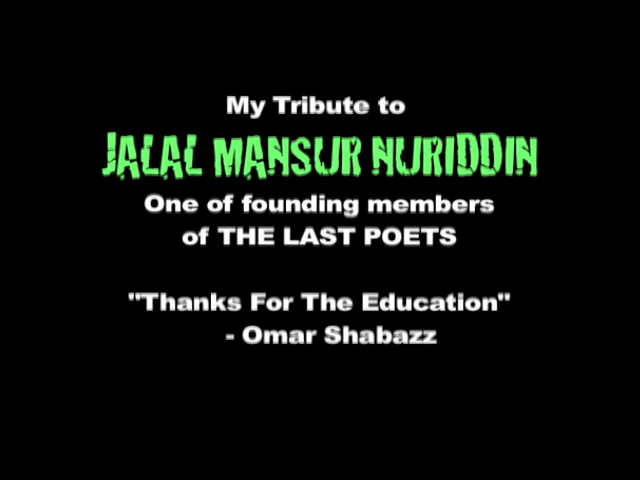 My Tribute to
JALAL MANSUR NURIDDIN
One of founding members
of THE LAST POETS
"Thanks For The Education"
- Omar Shabazz